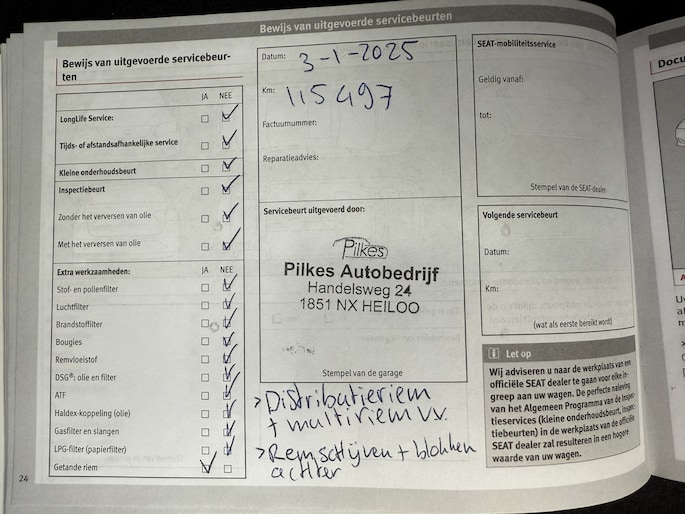 Bewijs van uitgevoerde servicebeurten
Bewijs van uitgevoerde servicebeur-
ten
JA NEE
LongLife Service:
Tijds- of afstandsafhankelijke service
Kleine onderhoudsbeurt
Inspectiebeurt
Zonder het verversen van olie
Met het verversen van olie
Extra werkzaamheden: JA NEE
Stof- en pollenfilter
Luchtfilter
Brandstoffilter
Bougies
Remvloeistof
DSG®: olie en filter
ATF
Haldex-koppeling (olie)
Gasfilter en slangen
LPG-filter (papierfilter)
Getande riem
24
Datum: 3-1-2025
Km: 115497
Factuurnummer:
Reparatieadvies:
Servicebeurt uitgevoerd door:
Pilkes
Pilkes Autobedrijf
Handelsweg 24
1851 NX HEILOO
Stempel van de garage
> Distributieriem
+ multiriem vv.
> Remschijven + blokken
achter
SEAT-mobiliteitsservice
Geldig vanaf:
tot:
Stempel van de SEAT-dealer
Volgende servicebeurt
Datum:
Km:
(wat als eerste bereikt wordt)
i Let op
Wij adviseren u naar de werkplaats van een
officiële SEAT dealer te gaan voor elke in-
greep aan uw wagen. De perfecte naleving
van het Algemeen Programma van de Inspec-
tieservices (kleine onderhoudsbeurt, inspec-
tiebeurten) in de werkplaats van de officiële
SEAT dealer zal resulteren in een hogere
waarde van uw wagen.
Docu